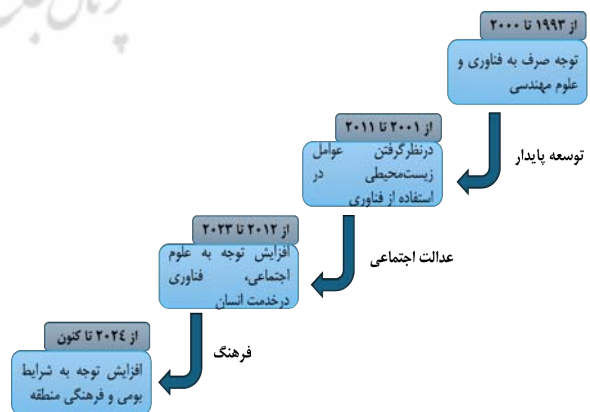 از ۱۹۹۳ تا ۲۰۰۰
توجه صرف به فناوری و
علوم مهندسی
توسعه پایدار
از ۲۰۰۱ تا ۲۰۱۱
درنظرگرفتن عوامل
زیست‌محیطی در
استفاده از فناوری
عدالت اجتماعی
از ۲۰۱۲ تا ۲۰۲۳
افزایش توجه به علوم
اجتماعی، فناوری
درخدمت انسان
فرهنگ
از ۲۰۲٤ تا کنون
افزایش توجه به شرایط
بومی و فرهنگی منطقه